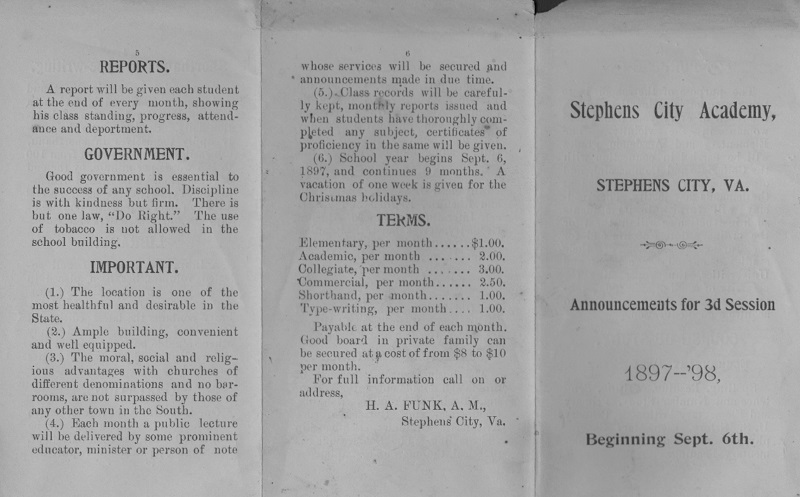 5
REPORTS.
A report will be given each student
at the end of every month, showing
his class standing, progress, attend-
ance and deportment.
GOVERNMENT.
Good government is essential to
the success of any school. Discipline
is with kindness but firm. There is
but one law, "Do Right." The use
of tobacco is not allowed in the
school building.
IMPORTANT.
(1.) The location is one of the
most healthful and desirable in the
State.
(2.) Ample building, convenient
and well equipped.
(3.) The moral, social and relig-
ious advantages with churches of
different denominations and no bar-
rooms, are not surpassed by those of
any other town in the South.
(4.) Each month a public lecture
will be delivered by some prominent
educator, minister or person of note
6
whose services will be secured and
announcements made in due time.
(5.) Class records will be careful-
ly kept, monthly reports issued and
when students have thoroughly com-
pleted any subject, certificates of
proficiency in the same will be given.
(6.) School year begins Sept. 6,
1897, and continues 9 months. A
vacation of one week is given for the
Christmas holidays.
TERMS.
Elementary, per month......$1.00.
Academic, per month ....... 2.00.
Collegiate, per month ....... 3.00.
Commercial, per month...... 2.50.
Shorthand, per month....... 1.00.
Type-writing, per month.... 1.00.
Payable at the end of each month.
Good board in private family can
be secured at a cost of from $8 to $10
per month.
For full information call on or
address,
H. A. FUNK, A. M.,
Stephens City, Va.
Stephens City Academy,
STEPHENS CITY, VA.
Announcements for 3d Session
1897--'98,
Beginning Sept. 6th.